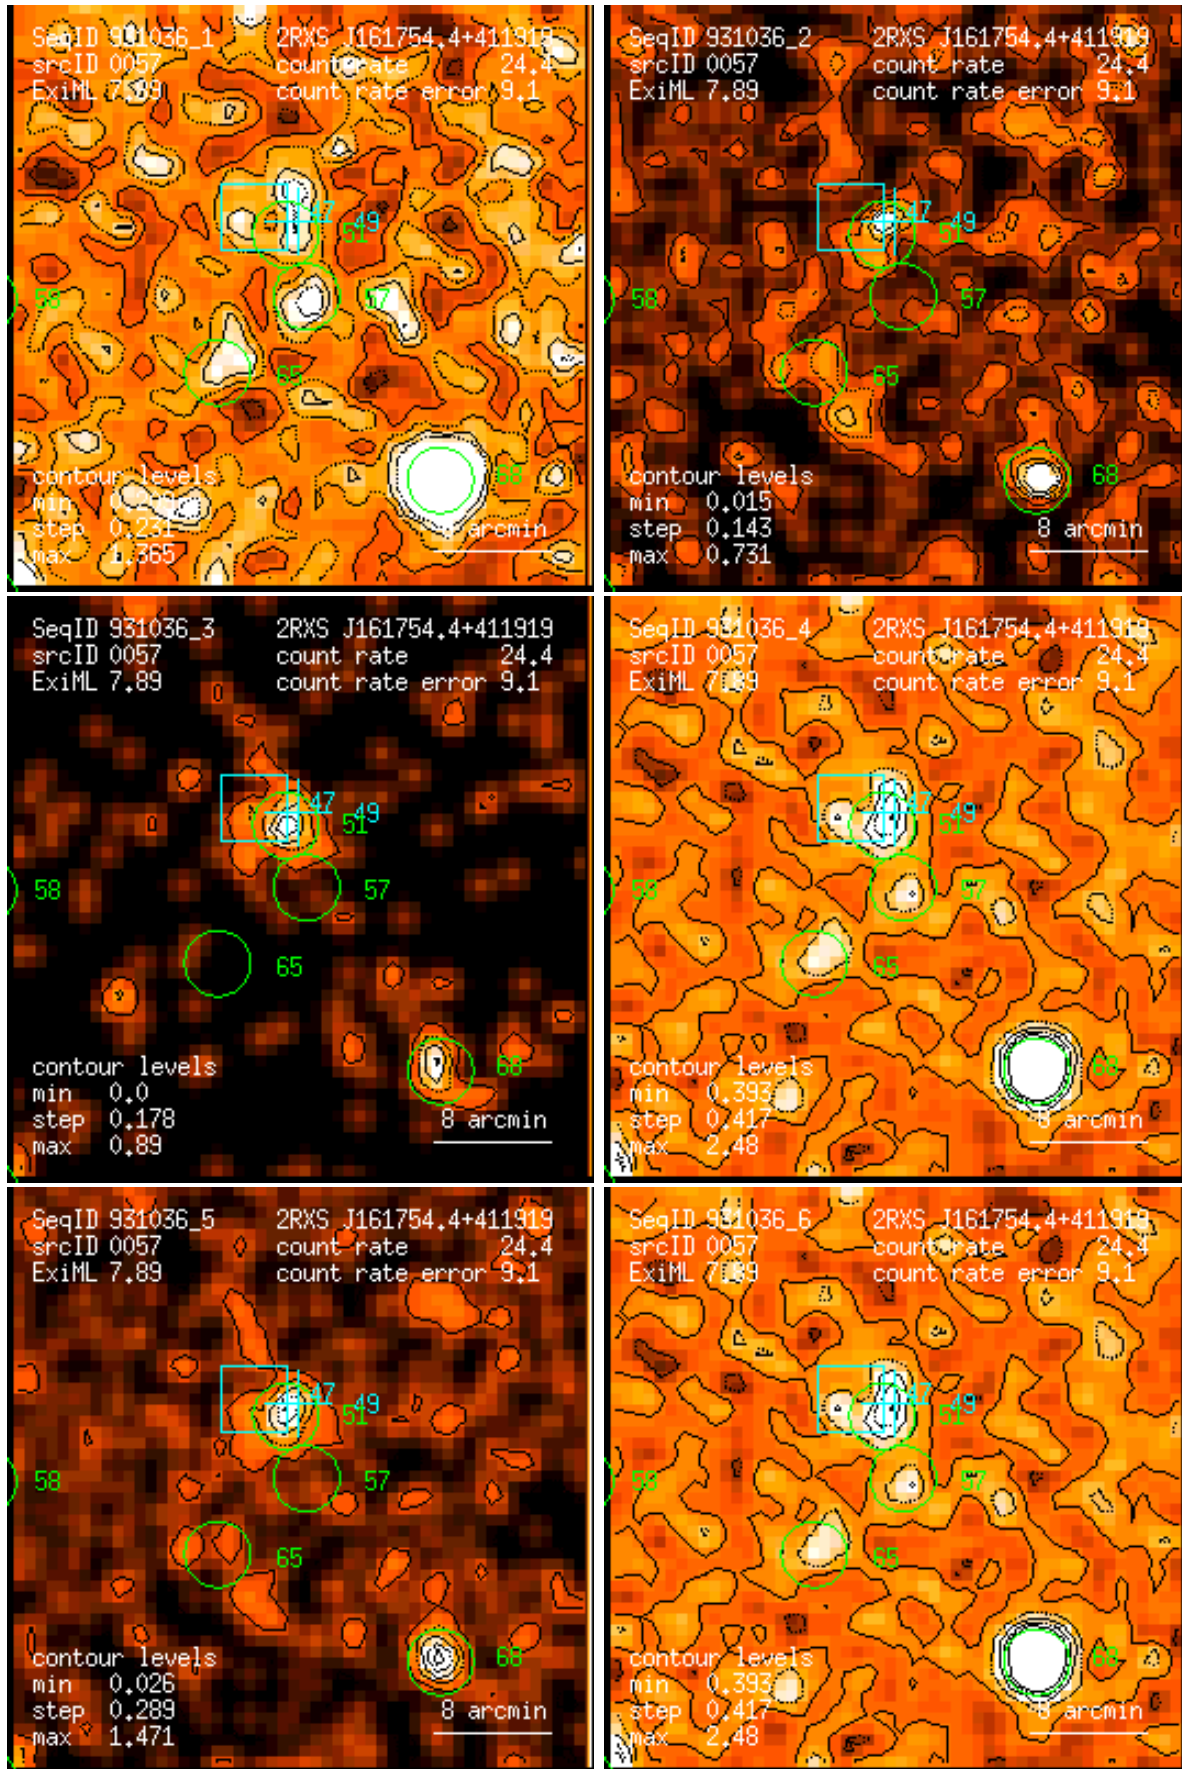 SeqID 931036_1 2RXS J161754.4+411919
srcID 0057 count rate 24.4
ExiML 7.89 count rate error 9.1
47
49
51
58
57
65
68
contour levels
min
step 0.231
max 1.365
8 arcmin
SeqID 931036_2 2RXS J161754.4+411919
srcID 0057 count rate 24.4
ExiML 7.89 count rate error 9.1
47
49
51
58
57
65
68
contour levels
min 0.015
step 0.143
max 0.731
8 arcmin
SeqID 931036_3 2RXS J161754.4+411919
srcID 0057 count rate 24.4
ExiML 7.89 count rate error 9.1
47
49
51
58
57
65
68
contour levels
min 0.0
step 0.178
max 0.89
8 arcmin
SeqID 931036_4 2RXS J161754.4+411919
srcID 0057 count rate 24.4
ExiML 7.89 count rate error 9.1
47
49
51
58
57
65
68
contour levels
min 0.393
step 0.417
max 2.48
8 arcmin
SeqID 931036_5 2RXS J161754.4+411919
srcID 0057 count rate 24.4
ExiML 7.89 count rate error 9.1
47
49
51
58
57
65
68
contour levels
min 0.026
step 0.289
max 1.471
8 arcmin
SeqID 931036_6 2RXS J161754.4+411919
srcID 0057 count rate 24.4
ExiML 7.89 count rate error 9.1
47
49
51
58
57
65
68
contour levels
min 0.393
step 0.417
max 2.48
8 arcmin